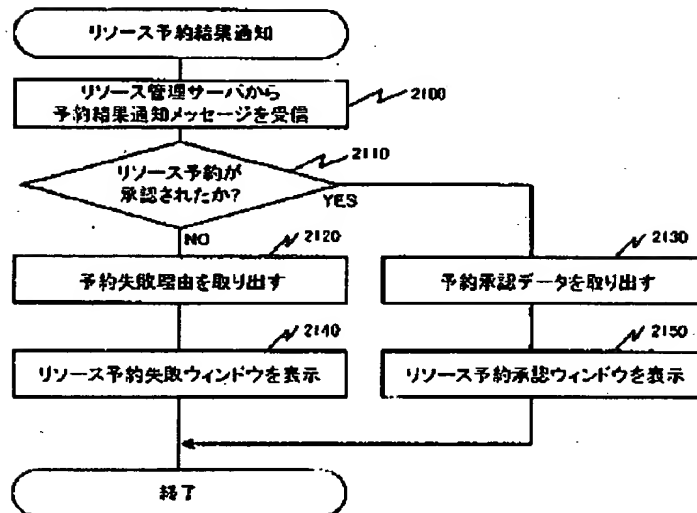 リソース予約結果通知
リソース管理サーバから
予約結果通知メッセージを受信
2100
リソース予約が
承認されたか?
2110
YES
NO
2120
予約失敗理由を取り出す
2130
予約承認データを取り出す
2140
リソース予約失敗ウィンドウを表示
2150
リソース予約承認ウィンドウを表示
終了